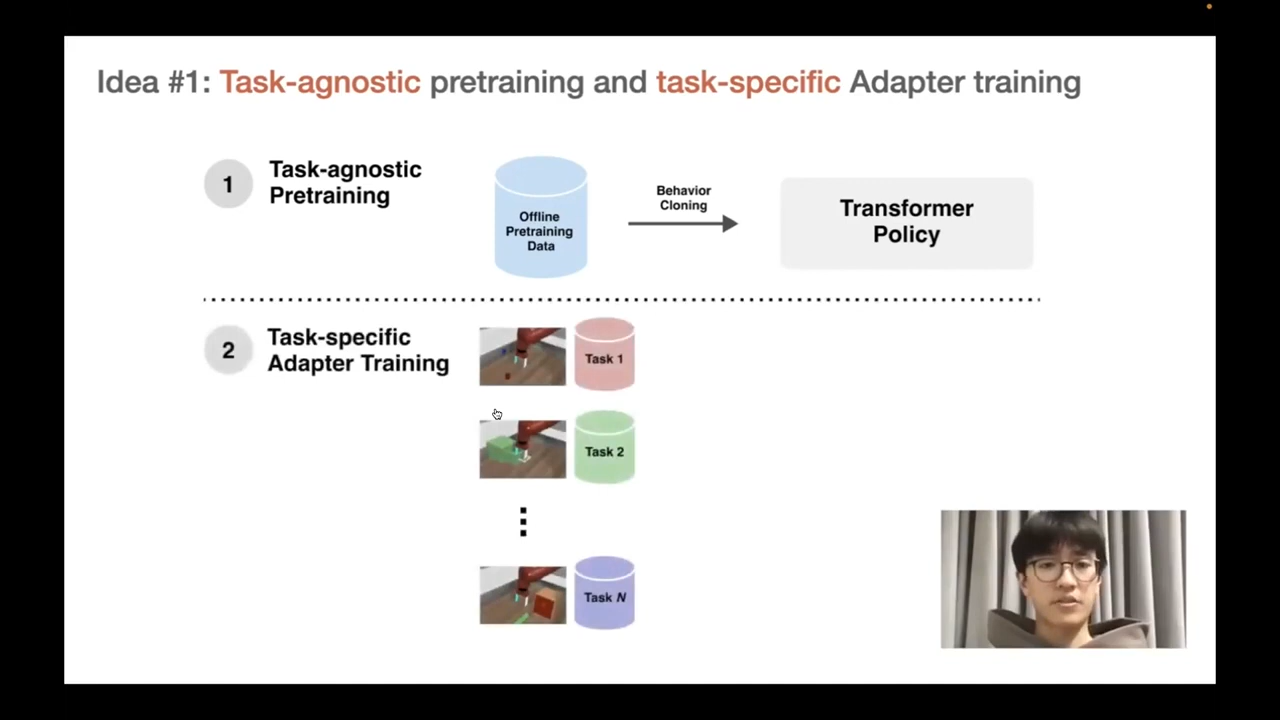 Idea #1: Task-agnostic pretraining and task-specific Adapter training
1
Task-agnostic
Pretraining
Offline
Pretraining
Data
Behavior
Cloning
Transformer
Policy
2
Task-specific
Adapter Training
Task 1
Task 2
Task N